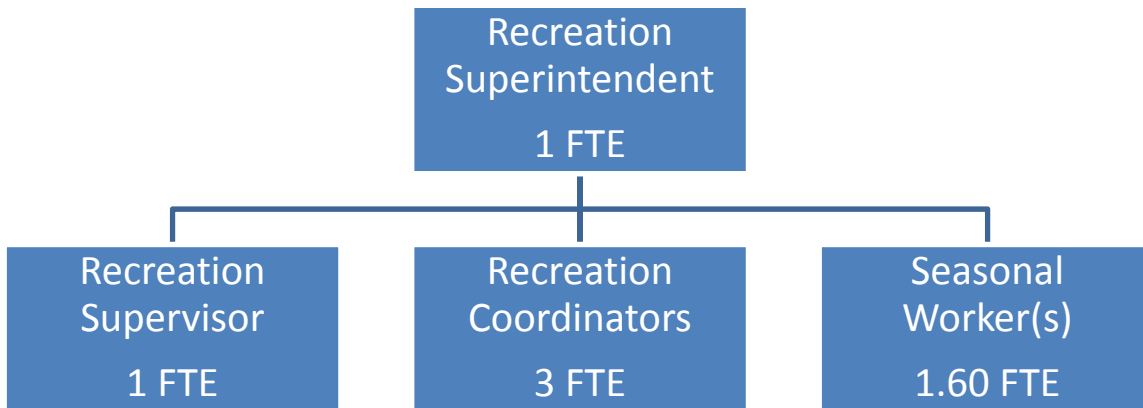 Recreation
Superintendent
1 FTE
Recreation
Supervisor
1 FTE
Recreation
Coordinators
3 FTE
Seasonal
Worker(s)
1.60 FTE